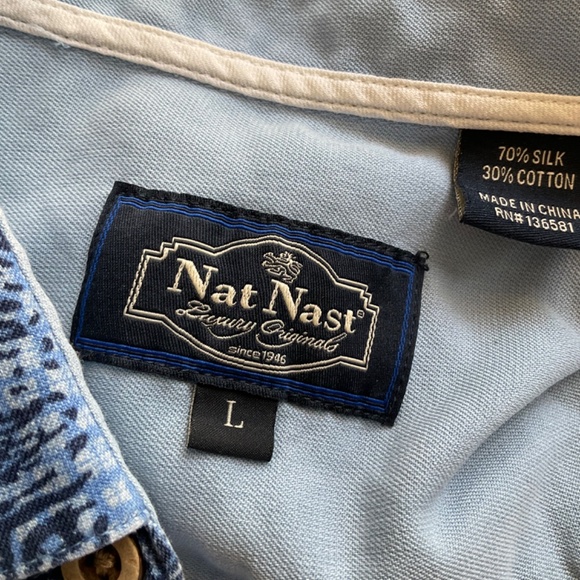 Nat Nast
Luxury Originals
Since 1946
L
70% SILK
30% COTTON
MADE IN CHINA
RN# 136581